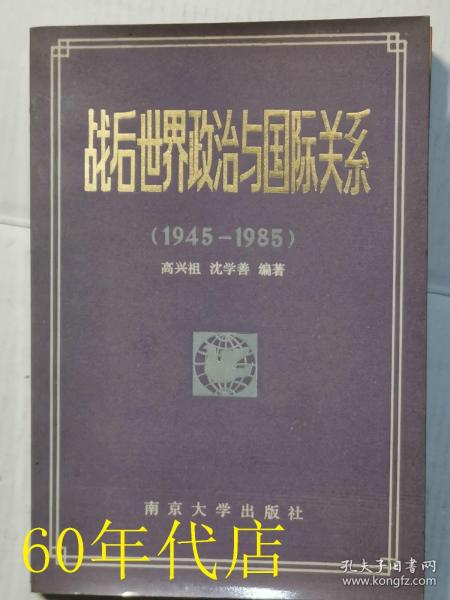 战后世界政治与国际关系
(1945-1985)
高兴祖 沈学善 编著
南京大学出版社
60年代店
孔夫子旧书网
www.kongfz.com